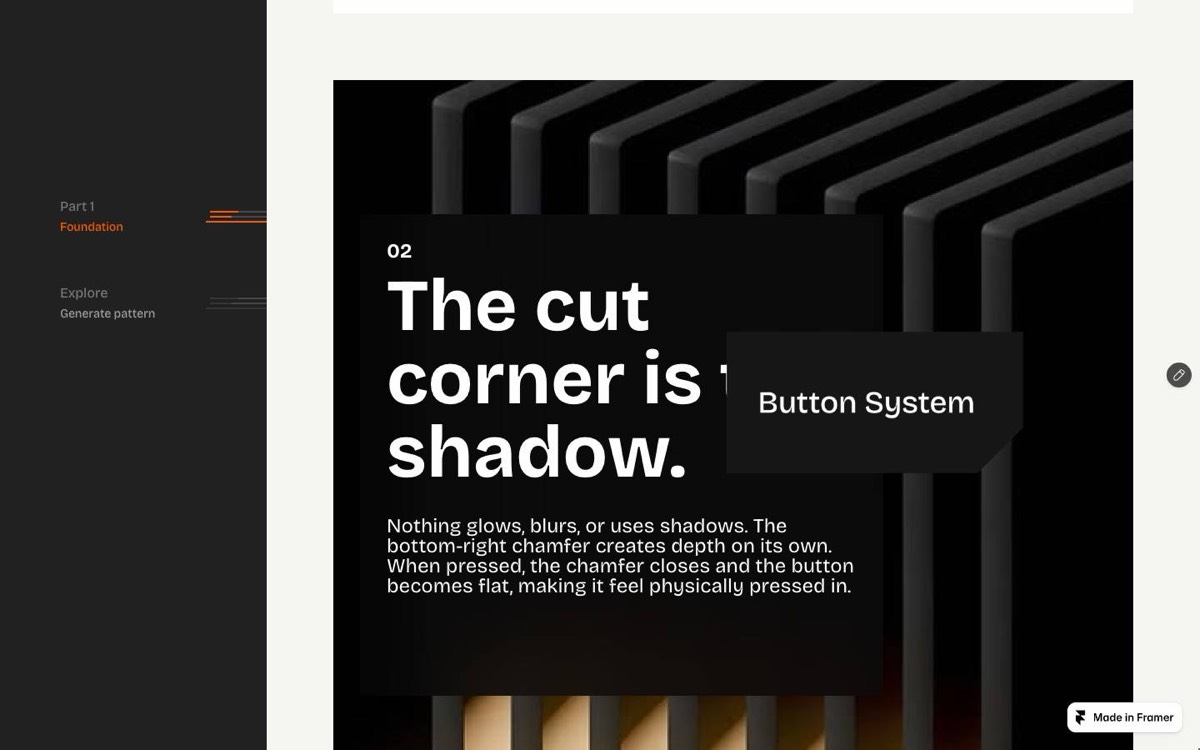 Part 1
Foundation
Explore
Generate pattern
02
The cut
corner is
shadow.
Button System
Nothing glows, blurs, or uses shadows. The
bottom-right chamfer creates depth on its own.
When pressed, the chamfer closes and the button
becomes flat, making it feel physically pressed in.
Made in Framer